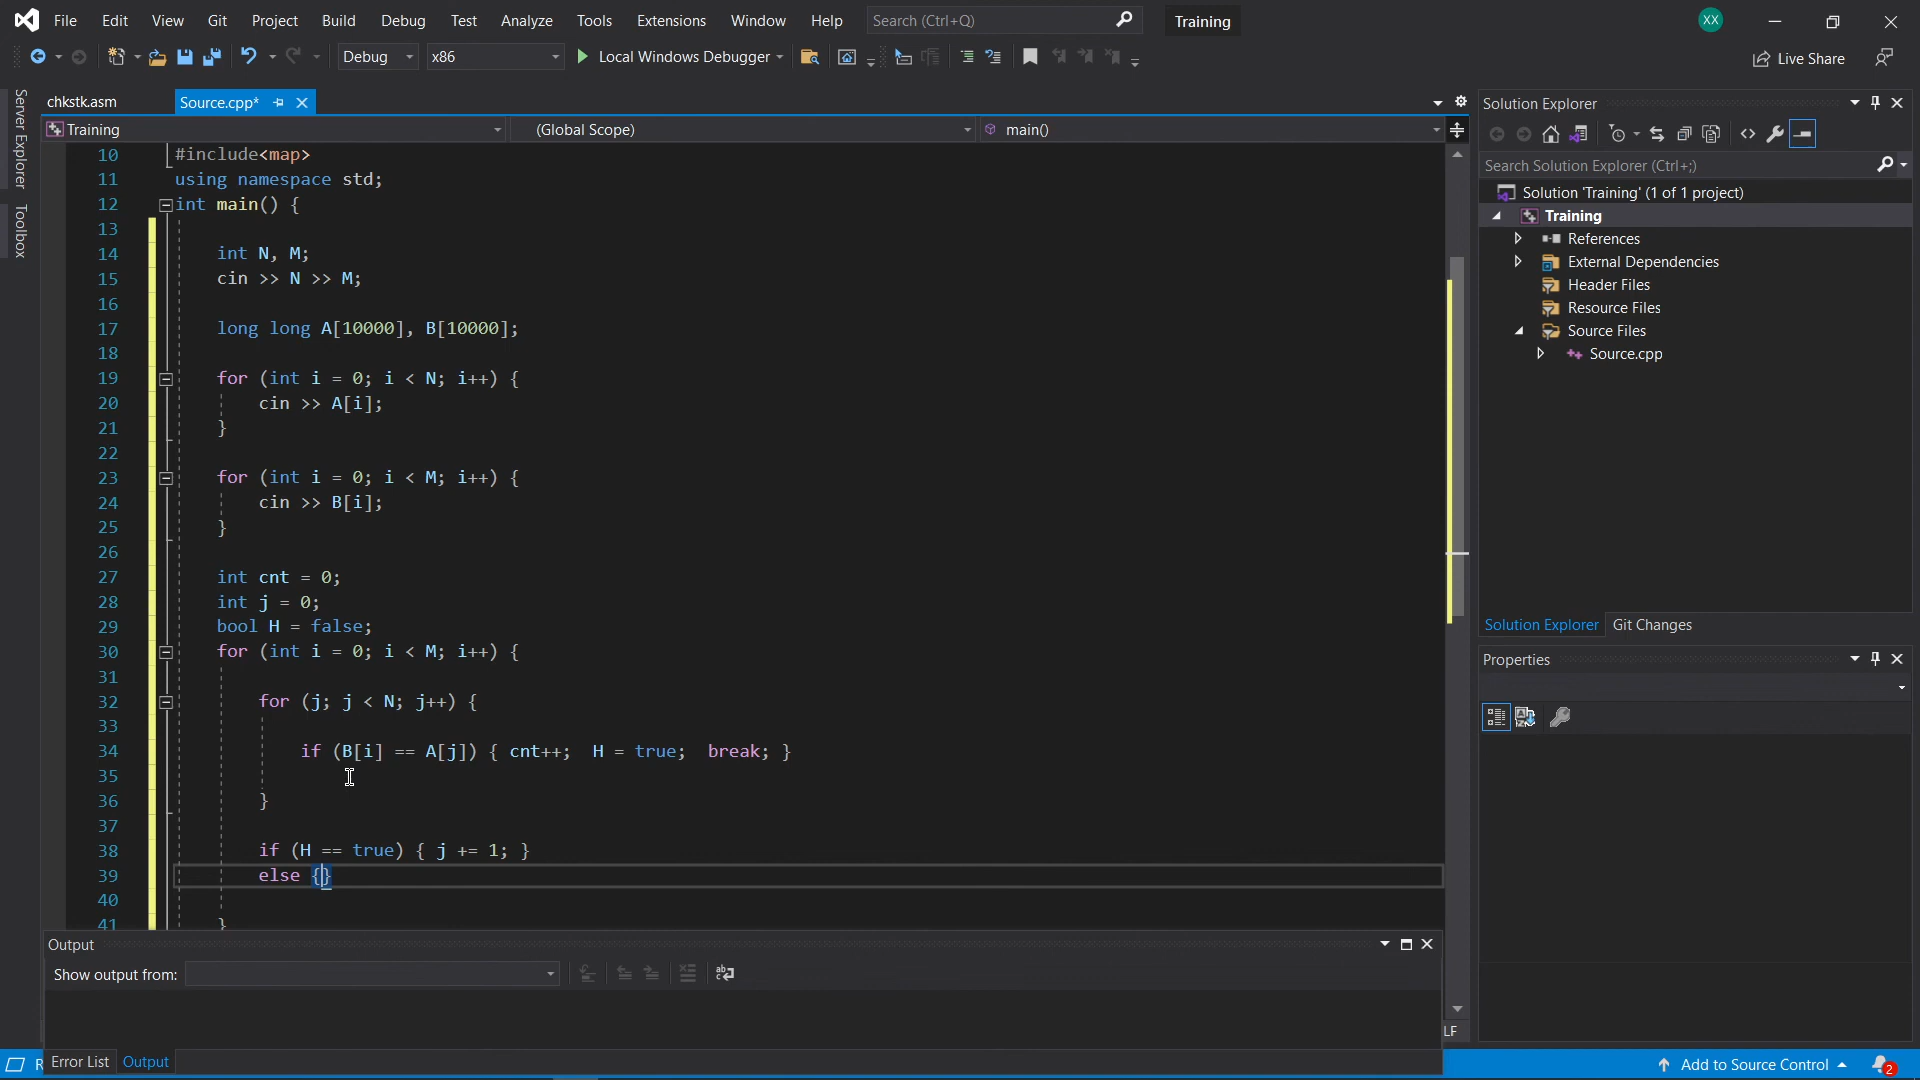 File Edit View Git Project Build Debug Test Analyze Tools Extensions Window Help Search (Ctrl+Q) Training XX
Debug x86 Local Windows Debugger Live Share
Server Explorer
Toolbox
chkstk.asm Source.cpp*
Training (Global Scope) main()
10 #include<map>
11 using namespace std;
12 int main() {
13
14 int N, M;
15 cin >> N >> M;
16
17 long long A[10000], B[10000];
18
19 for (int i = 0; i < N; i++) {
20 cin >> A[i];
21 }
22
23 for (int i = 0; i < M; i++) {
24 cin >> B[i];
25 }
26
27 int cnt = 0;
28 int j = 0;
29 bool H = false;
30 for (int i = 0; i < M; i++) {
31
32 for (j; j < N; j++) {
33
34 if (B[i] == A[j]) { cnt++; H = true; break; }
35
36 }
37
38 if (H == true) { j += 1; }
39 else {}
40
41 }
Output
Show output from:
LF
Error List Output
Solution Explorer
Search Solution Explorer (Ctrl+;)
Solution 'Training' (1 of 1 project)
Training
References
External Dependencies
Header Files
Resource Files
Source Files
Source.cpp
Solution Explorer Git Changes
Properties
Add to Source Control 2